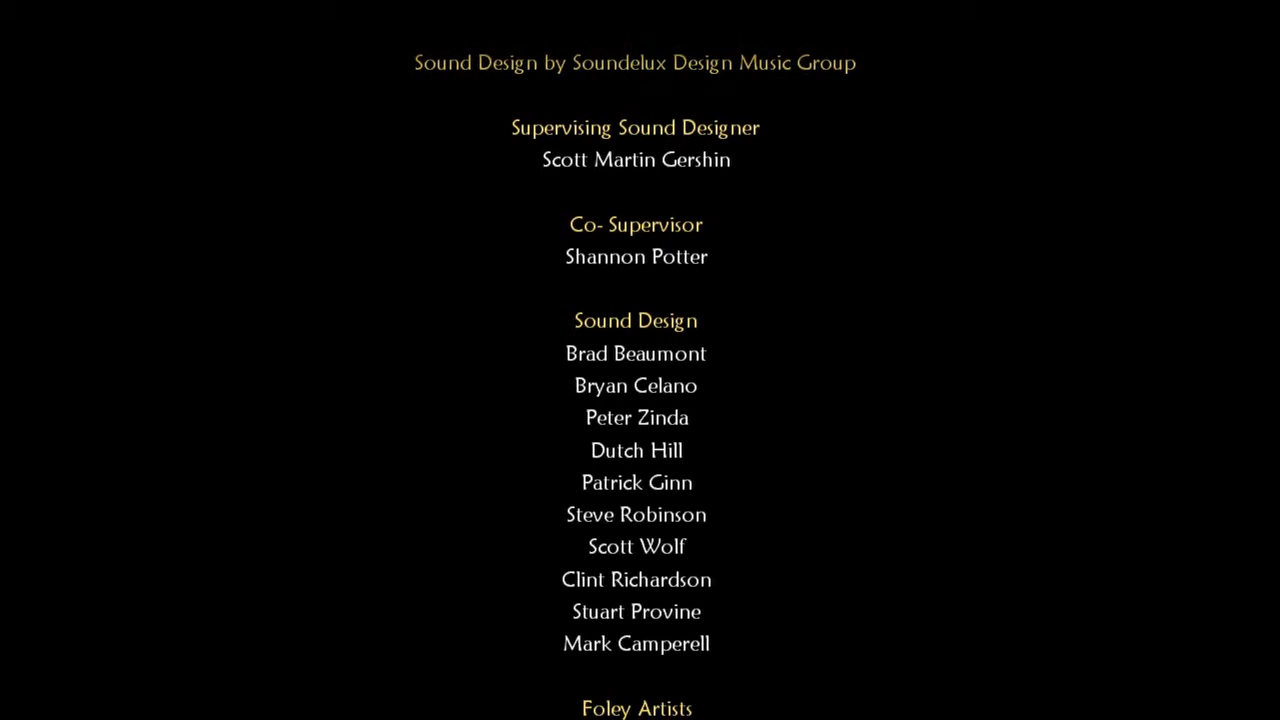 Sound Design by Soundelux Design Music Group
Supervising Sound Designer
Scott Martin Gershin
Co- Supervisor
Shannon Potter
Sound Design
Brad Beaumont
Bryan Celano
Peter Zinda
Dutch Hill
Patrick Ginn
Steve Robinson
Scott Wolf
Clint Richardson
Stuart Provine
Mark Camperell
Foley Artists